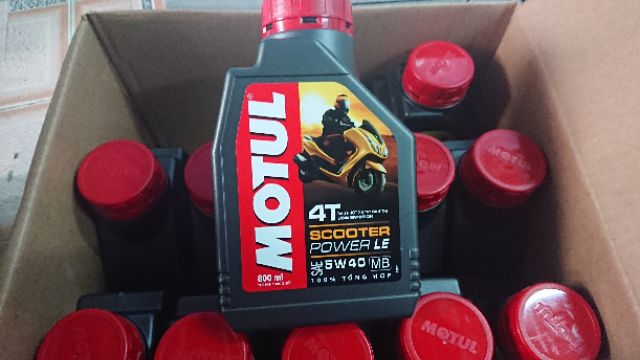 MOTUL
4T
SCOOTER
POWER LE
SAE 5W40 MB
100% TỔNG HỢP
800 ml
MOTUL
MOTUL